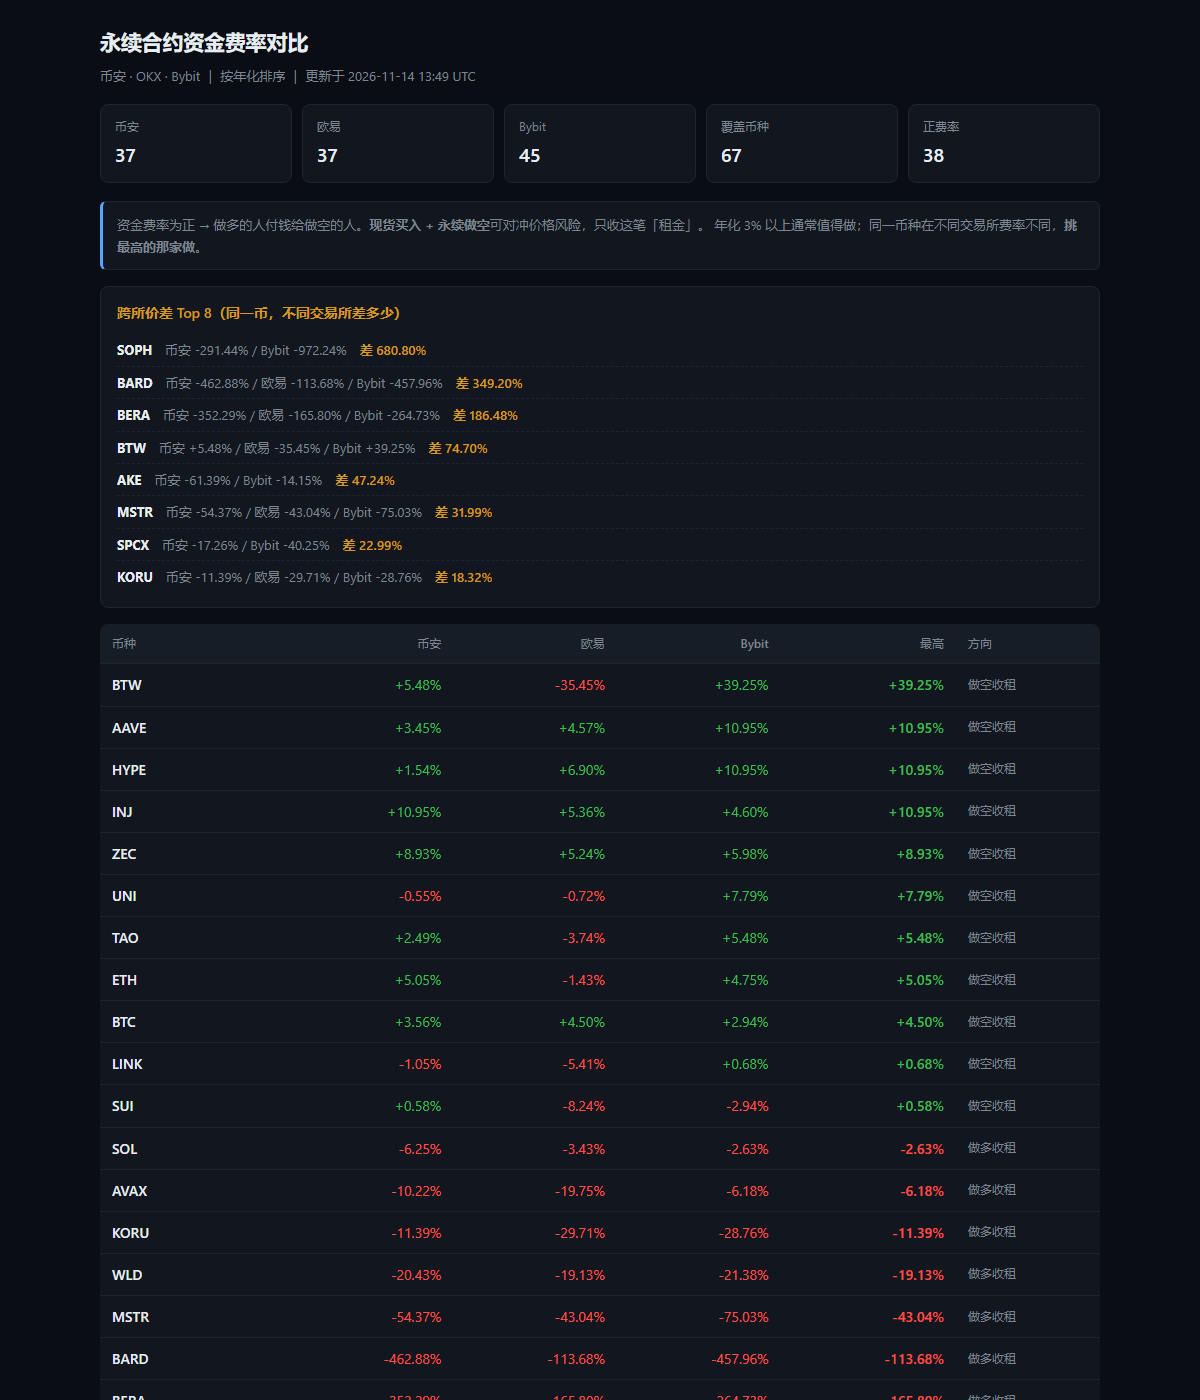 永续合约资金费率对比
币安 · OKX · Bybit ｜ 按年化排序 ｜ 更新于 2026-11-14 13:49 UTC
币安 欧易 Bybit 覆盖币种 正费率
37 37 45 67 38
资金费率为正 → 做多的人付钱给做空的人。现货买入 + 永续做空可对冲价格风险，只收这笔「租金」。 年化 3% 以上通常值得做；同一币种在不同交易所费率不同，挑
最高的那家做。
跨所价差 Top 8（同一币，不同交易所差多少）
SOPH 币安 -291.44% / Bybit -972.24% 差 680.80%
BARD 币安 -462.88% / 欧易 -113.68% / Bybit -457.96% 差 349.20%
BERA 币安 -352.29% / 欧易 -165.80% / Bybit -264.73% 差 186.48%
BTW 币安 +5.48% / 欧易 -35.45% / Bybit +39.25% 差 74.70%
AKE 币安 -61.39% / Bybit -14.15% 差 47.24%
MSTR 币安 -54.37% / 欧易 -43.04% / Bybit -75.03% 差 31.99%
SPCX 币安 -17.26% / Bybit -40.25% 差 22.99%
KORU 币安 -11.39% / 欧易 -29.71% / Bybit -28.76% 差 18.32%
币种 币安 欧易 Bybit 最高 方向
BTW +5.48% -35.45% +39.25% +39.25% 做空收租
AAVE +3.45% +4.57% +10.95% +10.95% 做空收租
HYPE +1.54% +6.90% +10.95% +10.95% 做空收租
INJ +10.95% +5.36% +4.60% +10.95% 做空收租
ZEC +8.93% +5.24% +5.98% +8.93% 做空收租
UNI -0.55% -0.72% +7.79% +7.79% 做空收租
TAO +2.49% -3.74% +5.48% +5.48% 做空收租
ETH +5.05% -1.43% +4.75% +5.05% 做空收租
BTC +3.56% +4.50% +2.94% +4.50% 做空收租
LINK -1.05% -5.41% +0.68% +0.68% 做空收租
SUI +0.58% -8.24% -2.94% +0.58% 做空收租
SOL -6.25% -3.43% -2.63% -2.63% 做多收租
AVAX -10.22% -19.75% -6.18% -6.18% 做多收租
KORU -11.39% -29.71% -28.76% -11.39% 做多收租
WLD -20.43% -19.13% -21.38% -19.13% 做多收租
MSTR -54.37% -43.04% -75.03% -43.04% 做多收租
BARD -462.88% -113.68% -457.96% -113.68% 做多收租
BERA -352.29% -165.80% -264.73% -165.80% 做多收租